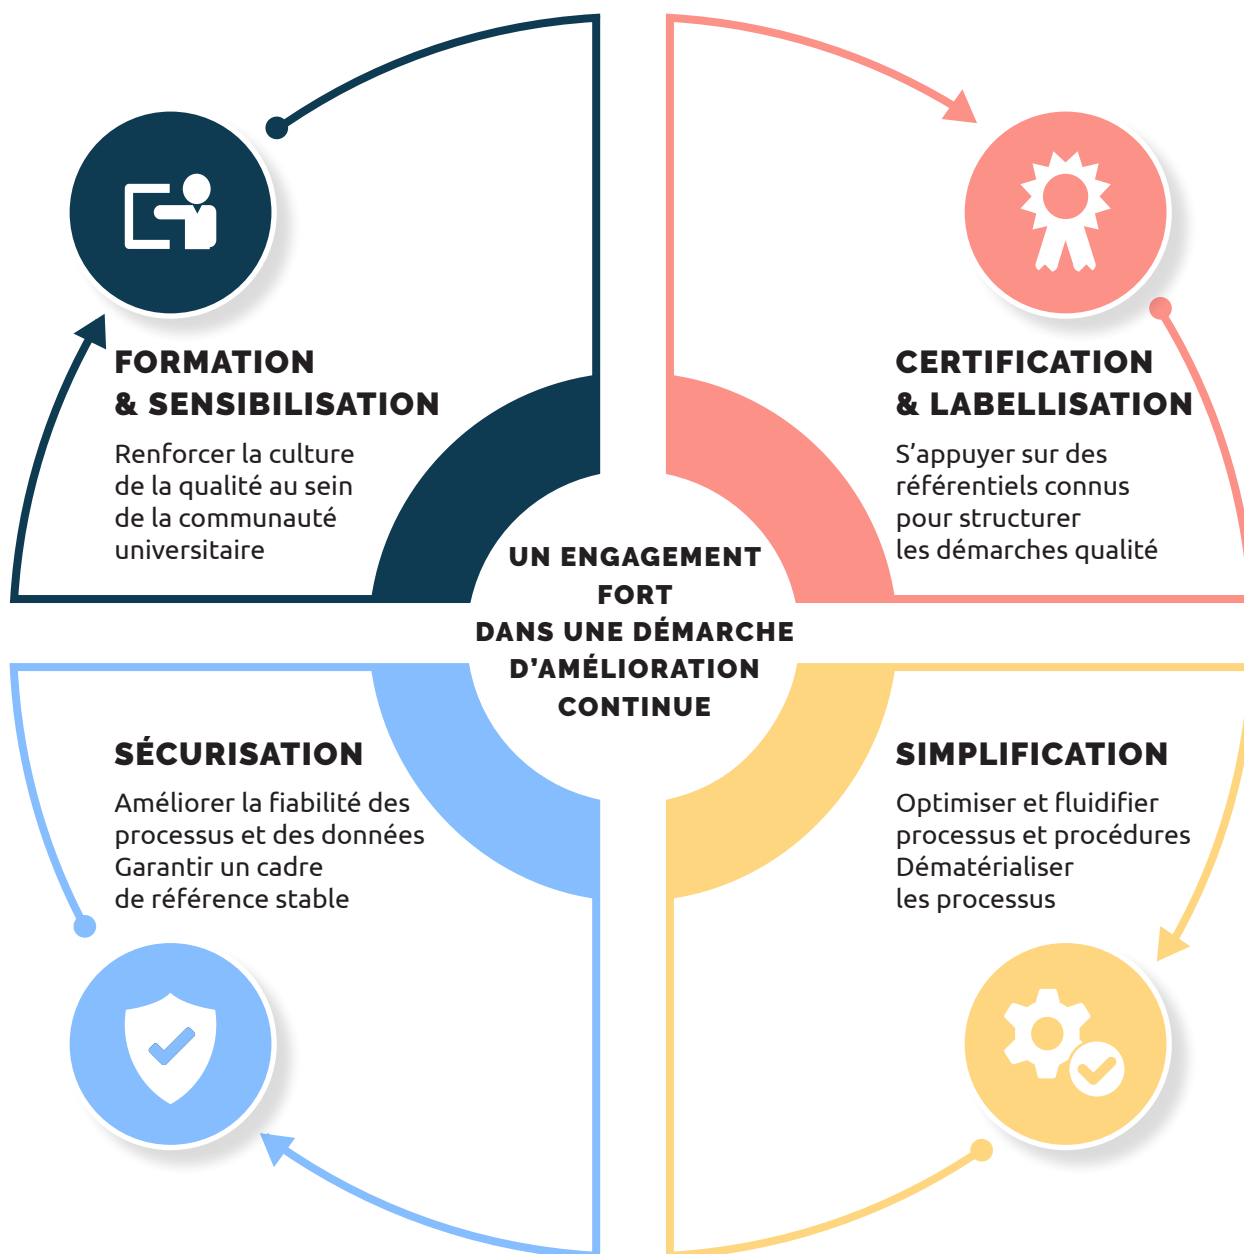 FORMATION
& SENSIBILISATION
Renforcer la culture
de la qualité au sein
de la communauté
universitaire
CERTIFICATION
& LABELLISATION
S’appuyer sur des
référentiels connus
pour structurer
les démarches qualité
UN ENGAGEMENT
FORT
DANS UNE DÉMARCHE
D’AMÉLIORATION
CONTINUE
SÉCURISATION
Améliorer la fiabilité des
processus et des données
Garantir un cadre
de référence stable
SIMPLIFICATION
Optimiser et fluidifier
processus et procédures
Dématérialiser
les processus